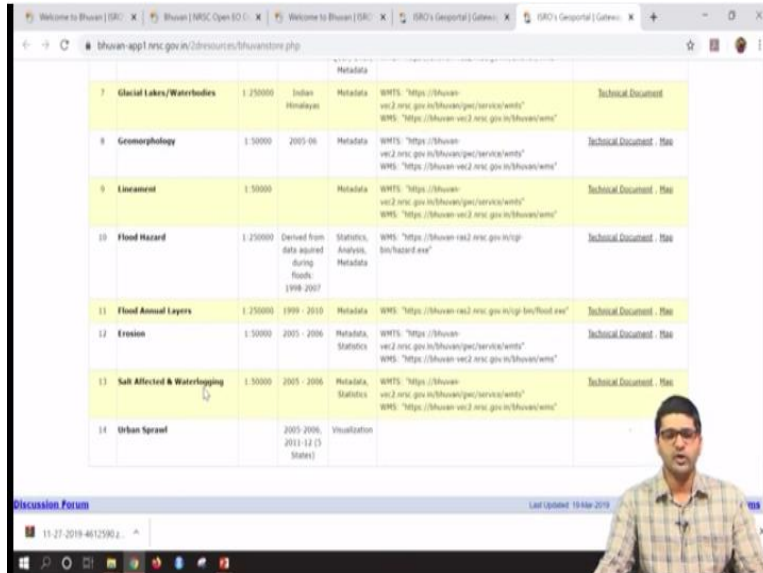 Welcome to Bhuvan | ISRO
Bhuvan | NRSC Open EO D
Welcome to Bhuvan | ISRO
ISRO's Geoportal | Gateway
ISRO's Geoportal | Gateway
bhuvan-app1.nrsc.gov.in/2dresources/bhuvanstore.php
Metadata
7 Glacial Lakes/Waterbodies 1:250000 Indian Himalayas Metadata WMTS: "https://bhuvan-vec2.nrsc.gov.in/bhuvan/gwc/service/wmts" Technical Document
WMS: "https://bhuvan-vec2.nrsc.gov.in/bhuvan/wms"
8 Geomorphology 1:50000 2005-06 Metadata WMTS: "https://bhuvan-vec2.nrsc.gov.in/bhuvan/gwc/service/wmts" Technical Document , Map
WMS: "https://bhuvan-vec2.nrsc.gov.in/bhuvan/wms"
9 Lineament 1:50000 Metadata WMTS: "https://bhuvan-vec2.nrsc.gov.in/bhuvan/gwc/service/wmts" Technical Document , Map
WMS: "https://bhuvan-vec2.nrsc.gov.in/bhuvan/wms"
10 Flood Hazard 1:250000 Derived from data aquired during floods: 1998-2007 Statistics, Analysis, Metadata WMS: "https://bhuvan-ras2.nrsc.gov.in/cgi-bin/hazard.exe" Technical Document , Map
11 Flood Annual Layers 1:250000 1999 - 2010 Metadata WMS: "https://bhuvan-ras2.nrsc.gov.in/cgi-bin/flood.exe" Technical Document , Map
12 Erosion 1:50000 2005 - 2006 Metadata, Statistics WMTS: "https://bhuvan-vec2.nrsc.gov.in/bhuvan/gwc/service/wmts" Technical Document , Map
WMS: "https://bhuvan-vec2.nrsc.gov.in/bhuvan/wms"
13 Salt Affected & Waterlogging 1:50000 2005 - 2006 Metadata, Statistics WMTS: "https://bhuvan-vec2.nrsc.gov.in/bhuvan/gwc/service/wmts" Technical Document , Map
WMS: "https://bhuvan-vec2.nrsc.gov.in/bhuvan/wms"
14 Urban Sprawl 2005-2006, 2011-12 (5 States) Visualization -
Discussion Forum
Last Updated: 19-Mar-2019
11-27-2019-4612590.z...